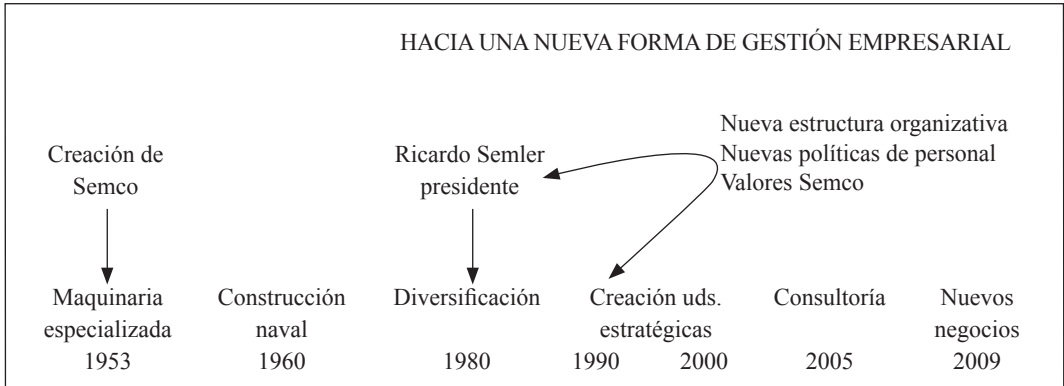 HACIA UNA NUEVA FORMA DE GESTIÓN EMPRESARIAL
Creación de
Semco
Ricardo Semler
presidente
Nueva estructura organizativa
Nuevas políticas de personal
Valores Semco
Maquinaria
especializada
1953
Construcción
naval
1960
Diversificación
1980
Creación uds.
estratégicas
1990 2000
Consultoría
2005
Nuevos
negocios
2009